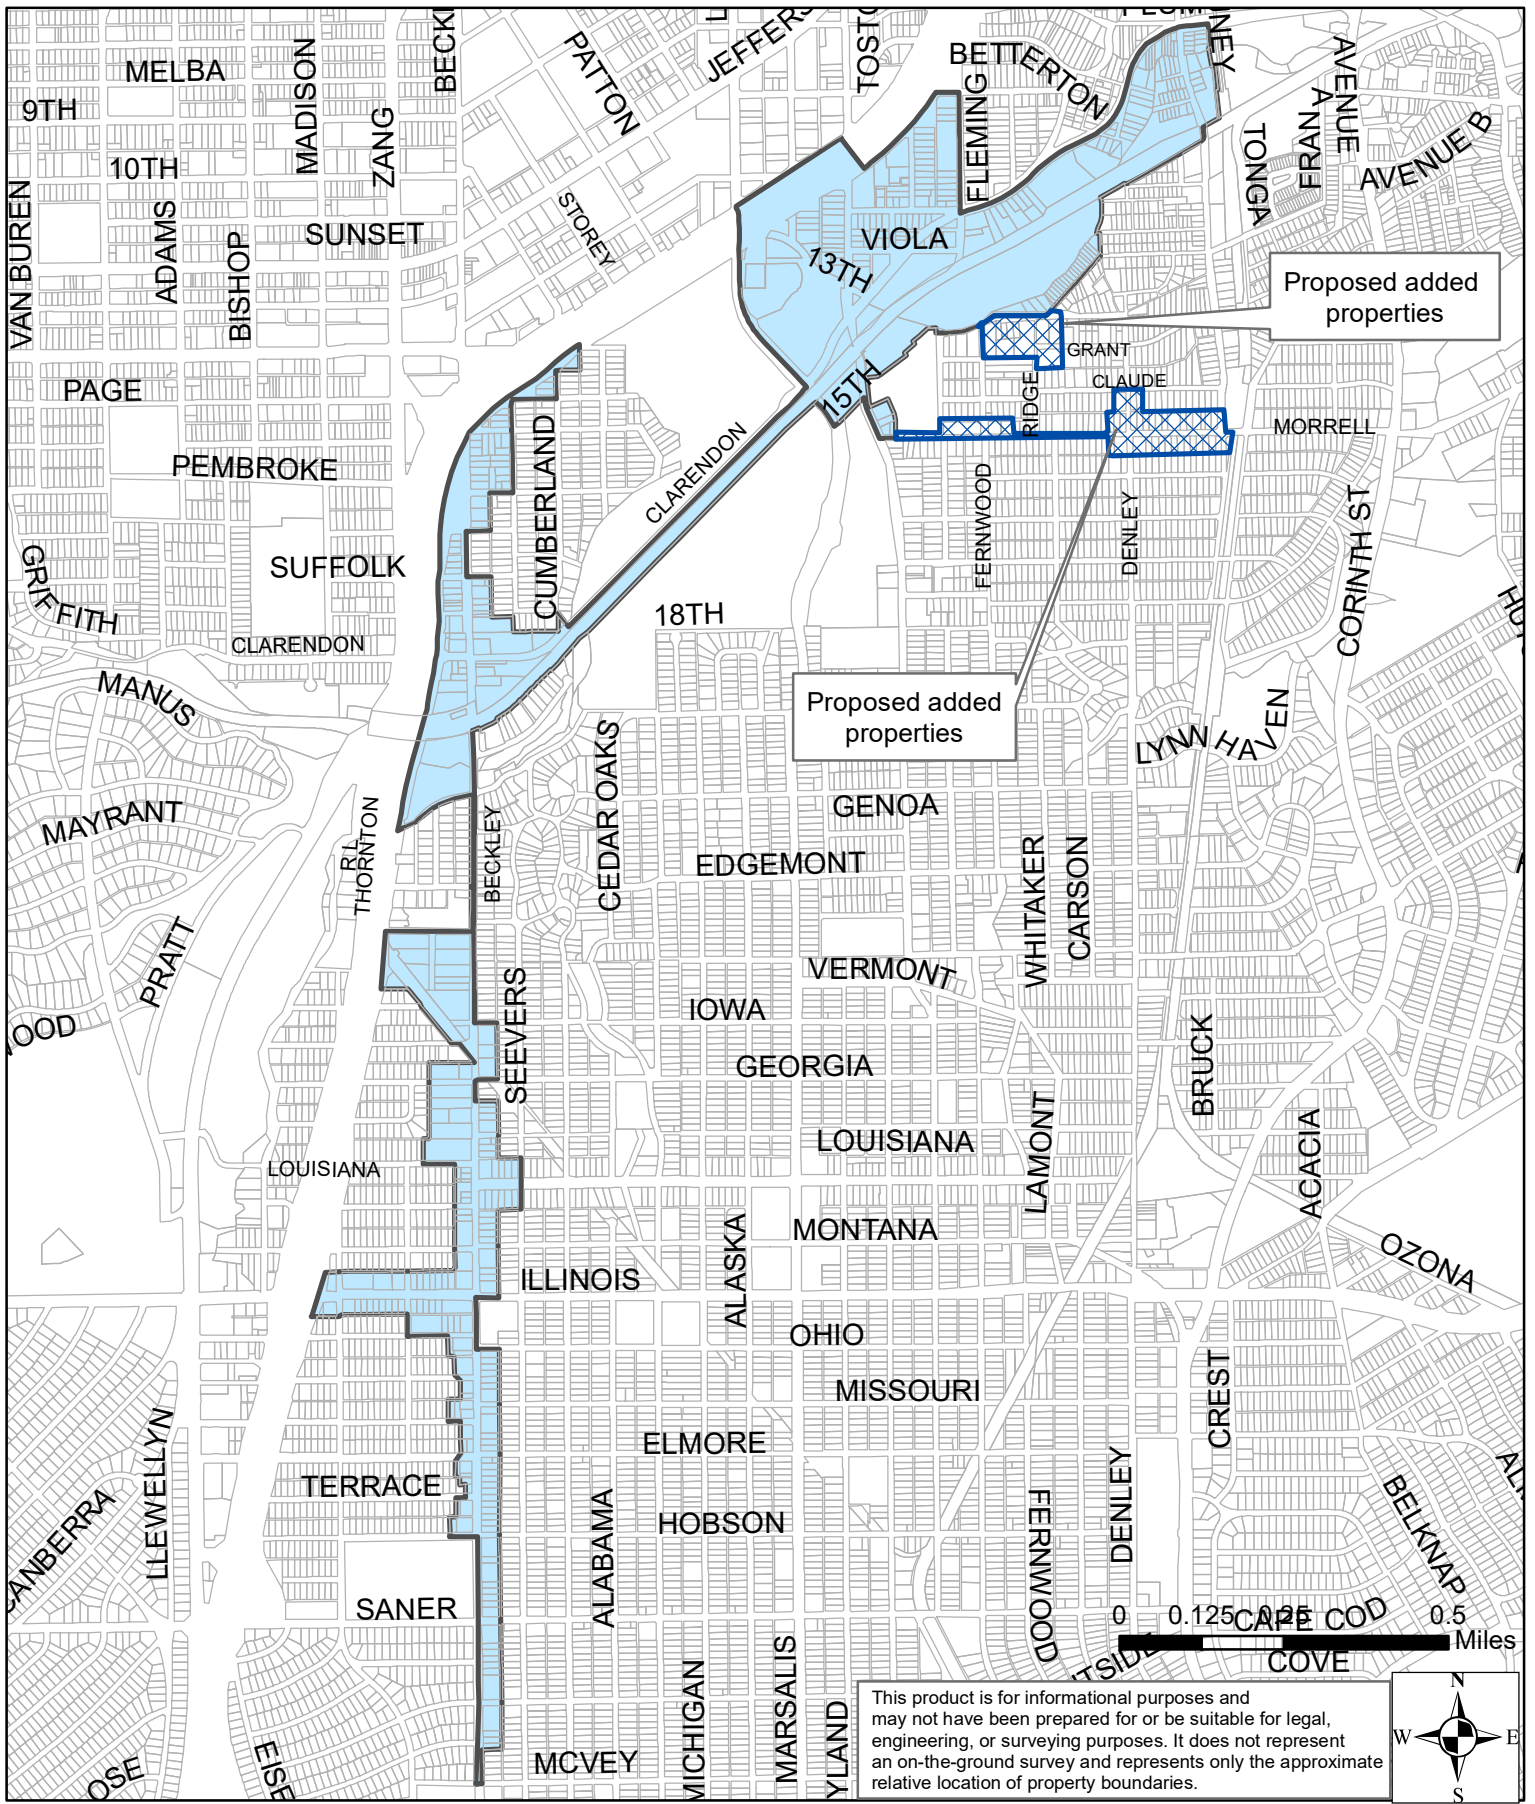 MELBA
9TH
10TH
MADISON
ZANG
PATTON
BETTERTON
FLEMING
AVENUE
FRAN A
TONGA
AVENUE B
VAN BUREN
ADAMS
BISHOP
SUNSET
STOREY
VIOLA
13TH
Proposed added
properties
GRANT
CLAUDE
RIDGE
MORRELL
15TH
PAGE
PEMBROKE
CUMBERLAND
CLARENDON
FERNWOOD
DENLEY
CORINTH ST
SUFFOLK
GRIFFITH
CLARENDON
18TH
MANUS
Proposed added
properties
LYNN HAVEN
CEDAR OAKS
MAYRANT
R L
THORNTON
BECKLEY
GENOA
EDGEMONT
WHITAKER
CARSON
PRATT
VERMONT
IOWA
SEEVERS
GEORGIA
BRUCK
LOUISIANA
LAMONT
ACACIA
LOUISIANA
MONTANA
ALASKA
OZONA
ILLINOIS
OHIO
MISSOURI
CREST
ELMORE
LLEWELLYN
TERRACE
HOBSON
ALABAMA
FERNWOOD
DENLEY
BELKNAP
SANER
CAPE COD
COVE
0 0.125 0.25 0.5
Miles
MARSALIS
MICHIGAN
MCVEY
This product is for informational purposes and
may not have been prepared for or be suitable for legal,
engineering, or surveying purposes. It does not represent
an on-the-ground survey and represents only the approximate
relative location of property boundaries.
N
W
E
S